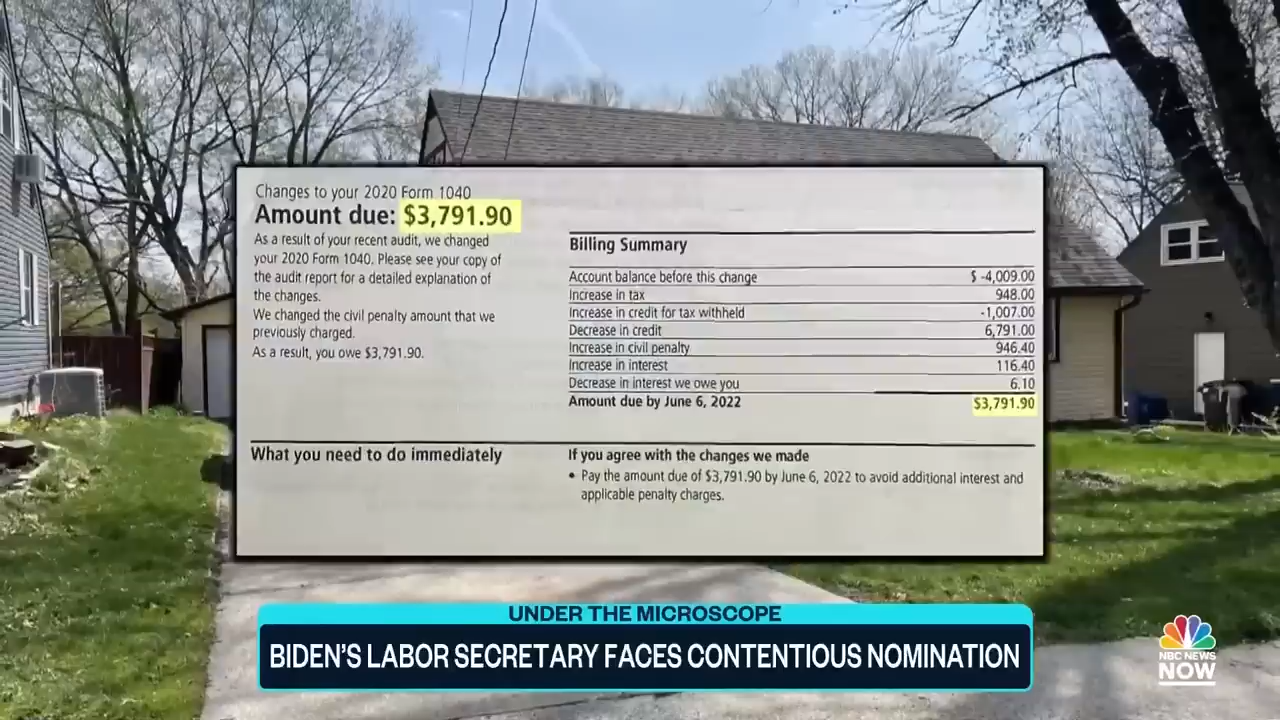 Changes to your 2020 Form 1040
Amount due: $3,791.90
As a result of your recent audit, we changed
your 2020 Form 1040. Please see your copy of
the audit report for a detailed explanation of
the changes.
We changed the civil penalty amount that we
previously charged.
As a result, you owe $3,791.90.
Billing Summary
Account balance before this change $ -4,009.00
Increase in tax 948.00
Increase in credit for tax withheld -1,007.00
Decrease in credit 6,791.00
Increase in civil penalty 946.40
Increase in interest 116.40
Decrease in interest we owe you 6.10
Amount due by June 6, 2022 $3,791.90
What you need to do immediately
If you agree with the changes we made
• Pay the amount due of $3,791.90 by June 6, 2022 to avoid additional interest and
applicable penalty charges.
UNDER THE MICROSCOPE
BIDEN'S LABOR SECRETARY FACES CONTENTIOUS NOMINATION
NBC NEWS
NOW